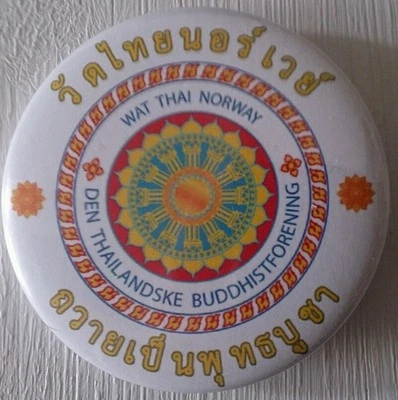 วัดไทยนอร์เวย์
WAT THAI NORWAY
DEN THAILANDSKE BUDDHISTFORENING
ถวายเป็นพุทธบูชา